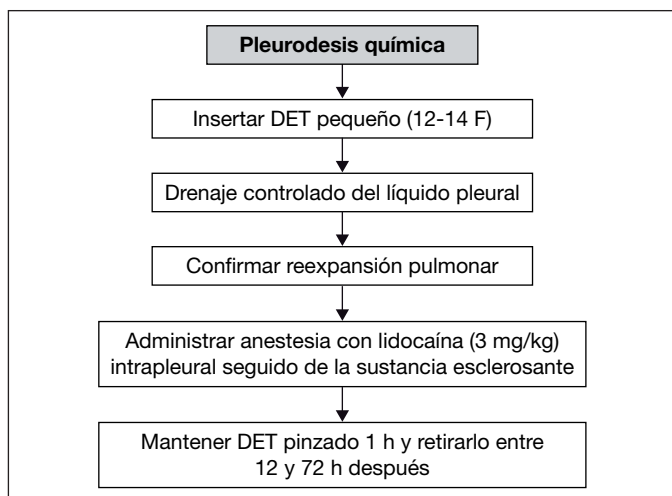 Pleurodesis química
Insertar DET pequeño (12-14 F)
Drenaje controlado del líquido pleural
Confirmar reexpansión pulmonar
Administrar anestesia con lidocaína (3 mg/kg)
intrapleural seguido de la sustancia esclerosante
Mantener DET pinzado 1 h y retirarlo entre
12 y 72 h después